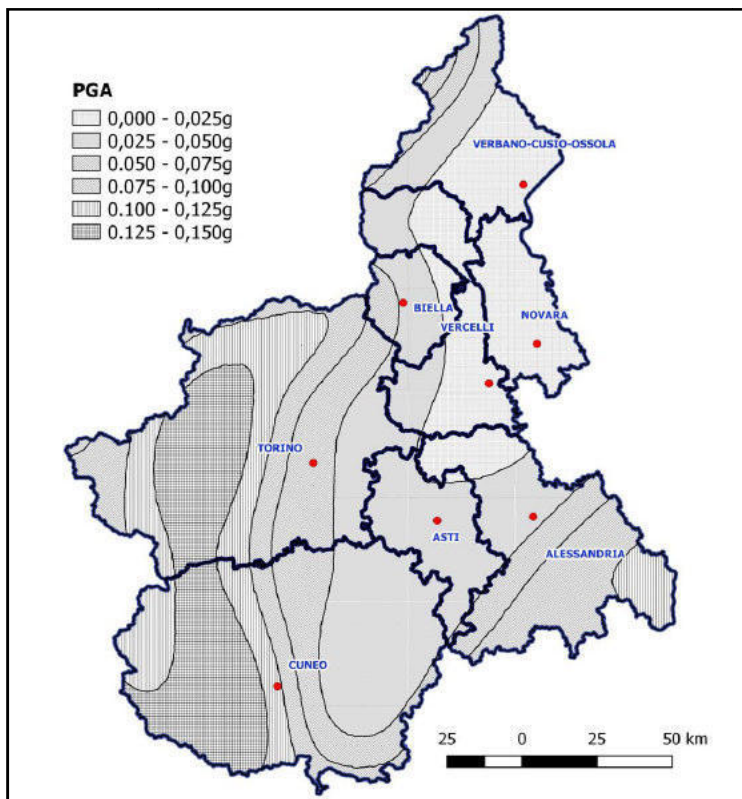 PGA
0,000 - 0,025g
0,025 - 0,050g
0.050 - 0,075g
0.075 - 0,100g
0.100 - 0,125g
0.125 - 0,150g
VERBANO-CUSIO-OSSOLA
BIELLA
NOVARA
VERCELLI
TORINO
ASTI
ALESSANDRIA
CUNEO
25 0 25 50 km